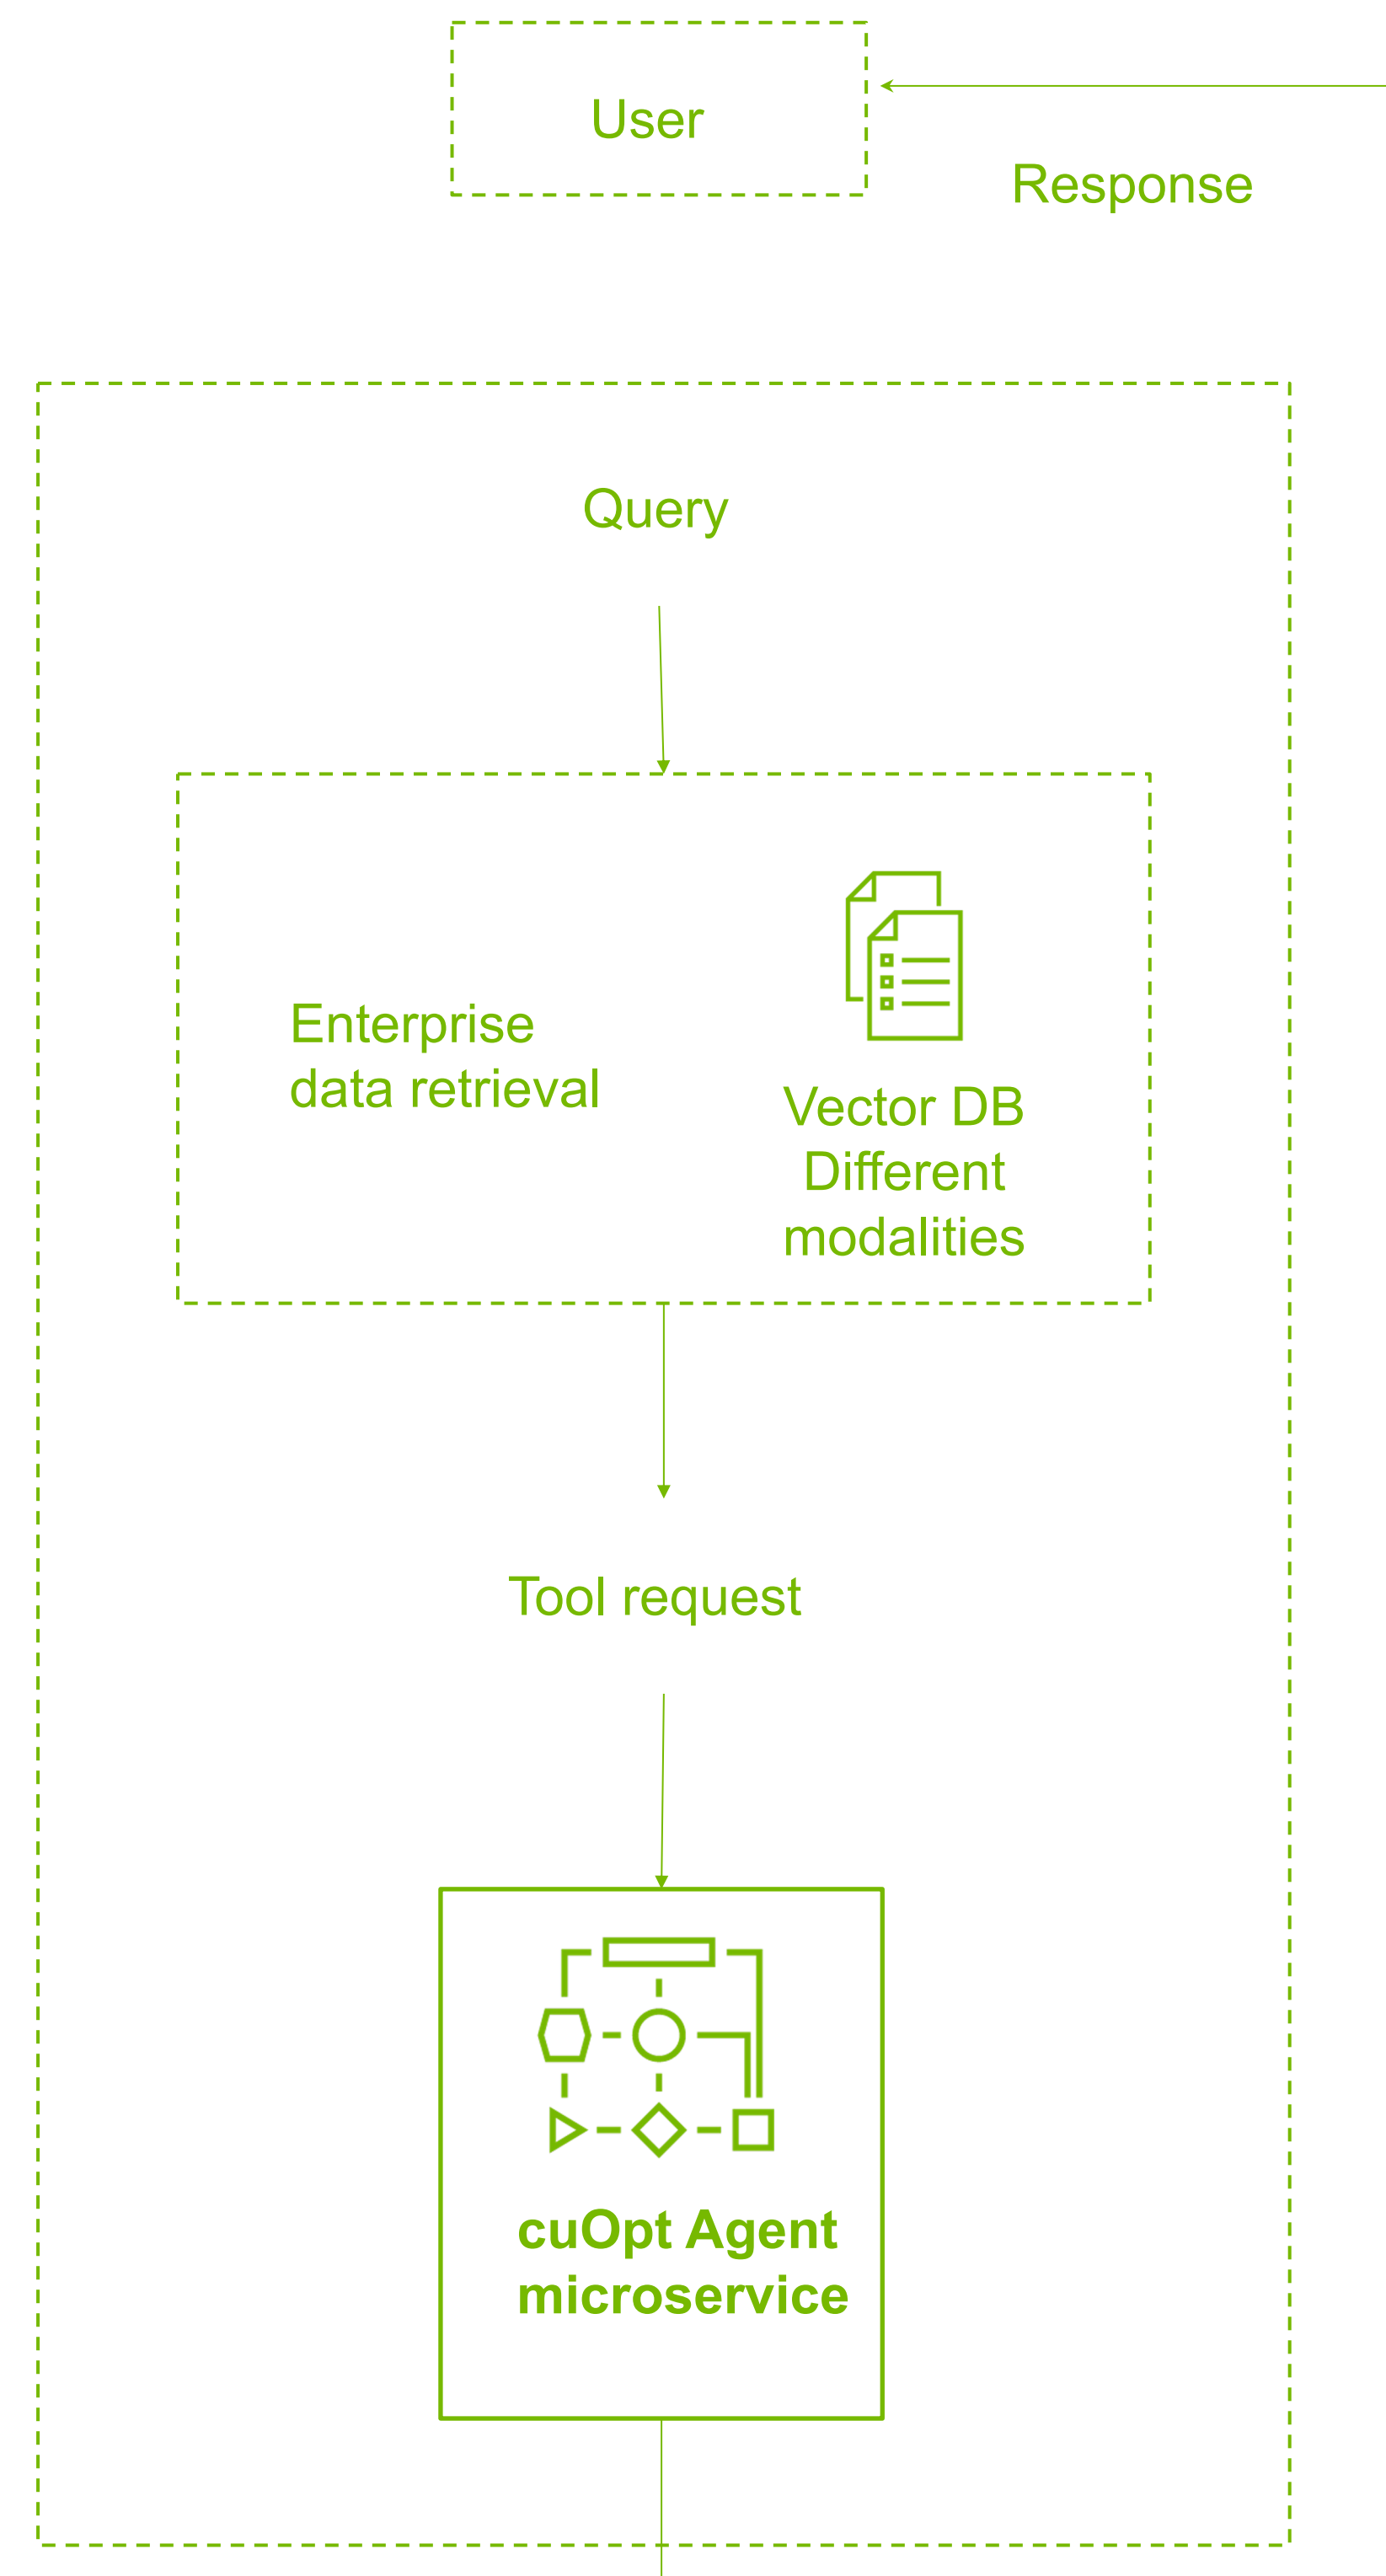 User
Response
Query
Enterprise
data retrieval
Vector DB
Different
modalities
Tool request
cuOpt Agent
microservice